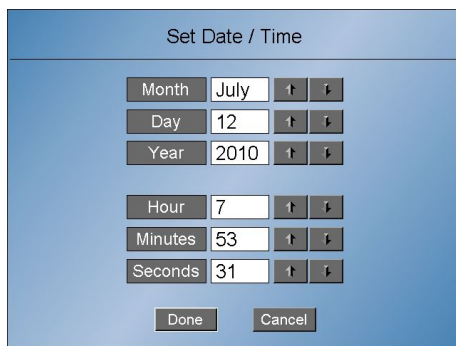 Set Date / Time
Month July
Day 12
Year 2010
Hour 7
Minutes 53
Seconds 31
Done Cancel